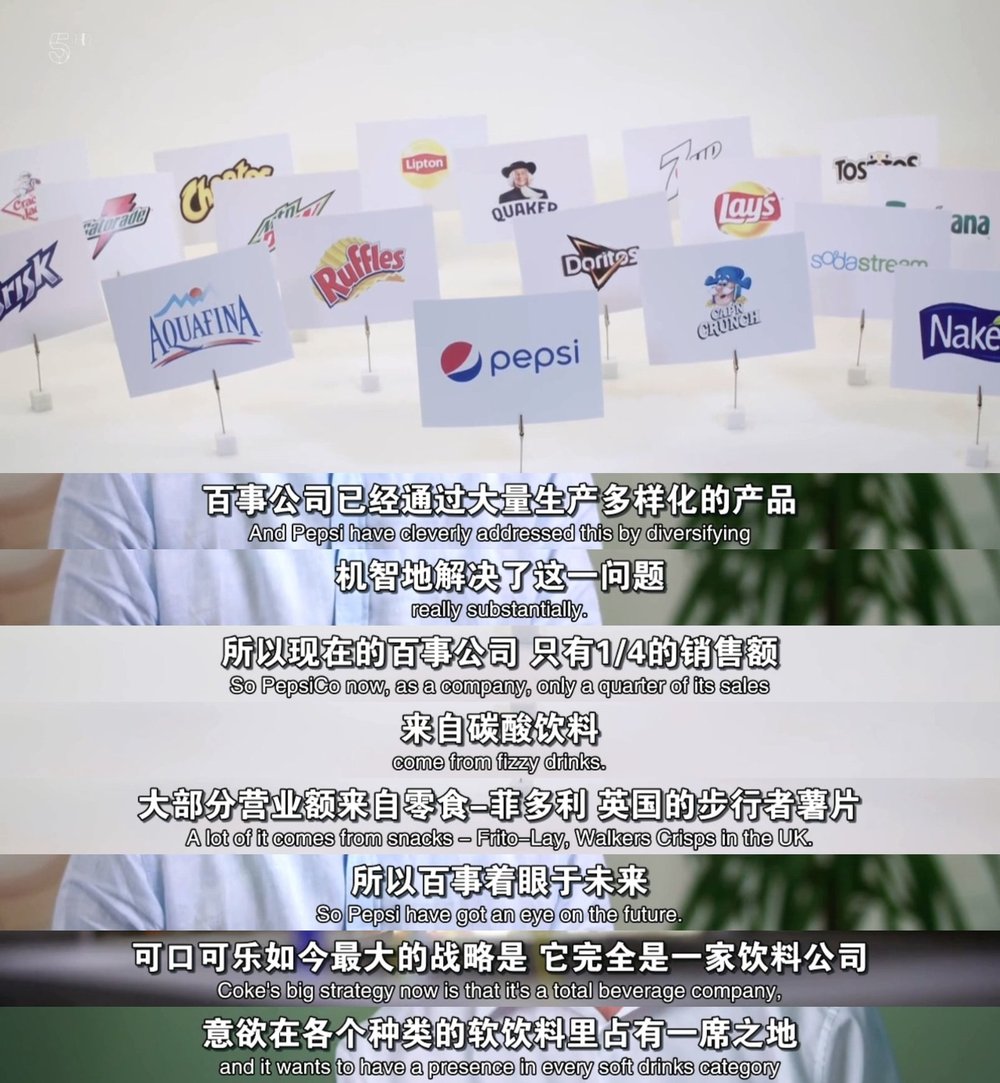 5
Lipton
Cheetos
QUAKER
7UP
TOSTITOS
Crac
Jac
Gatorade
Lay's
ana
Ruffles
Doritos
sodastream
BRISK
AQUAFINA
CAP'N
CRUNCH
Nake
pepsi
百事公司已经通过大量生产多样化的产品
And Pepsi have cleverly addressed this by diversifying
机智地解决了这一问题
really substantially.
所以现在的百事公司 只有1/4的销售额
So PepsiCo now, as a company, only a quarter of its sales
来自碳酸饮料
come from fizzy drinks.
大部分营业额来自零食–菲多利 英国的步行者薯片
A lot of it comes from snacks – Frito–Lay, Walkers Crisps in the UK.
所以百事着眼于未来
So Pepsi have got an eye on the future.
可口可乐如今最大的战略是 它完全是一家饮料公司
Coke's big strategy now is that it's a total beverage company,
意欲在各个种类的软饮料里占有一席之地
and it wants to have a presence in every soft drinks category